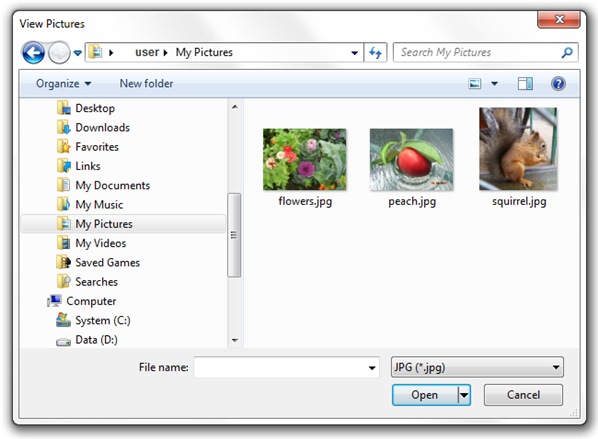 View Pictures
user My Pictures
Search My Pictures
Organize
New folder
Desktop
Downloads
Favorites
Links
My Documents
My Music
My Pictures
My Videos
Saved Games
Searches
Computer
System (C:)
Data (D:)
flowers.jpg
peach.jpg
squirrel.jpg
File name:
JPG (*.jpg)
Open
Cancel